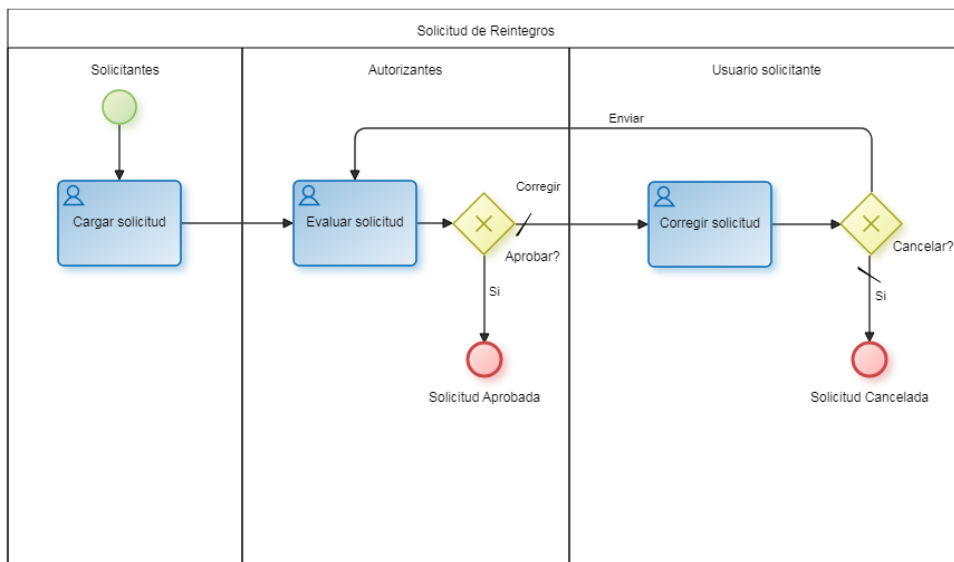 Solicitud de Reintegros
Solicitantes
Autorizantes
Usuario solicitante
Enviar
Cargar solicitud
Evaluar solicitud
Corregir
Aprobar?
Corregir solicitud
Cancelar?
Si
Si
Solicitud Aprobada
Solicitud Cancelada